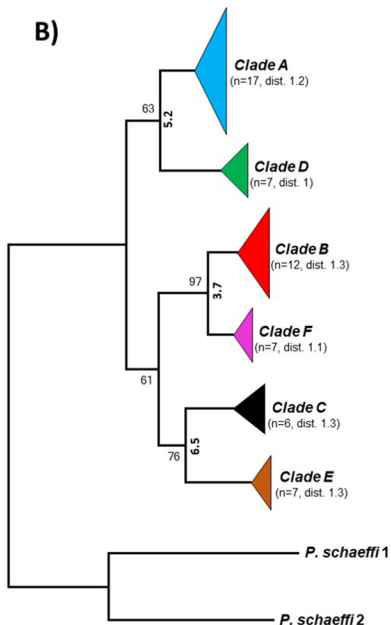 B)
Clade A
(n=17, dist. 1.2)
63
5.2
Clade D
(n=7, dist. 1)
Clade B
(n=12, dist. 1.3)
97
3.7
Clade F
(n=7, dist. 1.1)
61
Clade C
(n=6, dist. 1.3)
76
6.5
Clade E
(n=7, dist. 1.3)
P. schaeffi 1
P. schaeffi 2